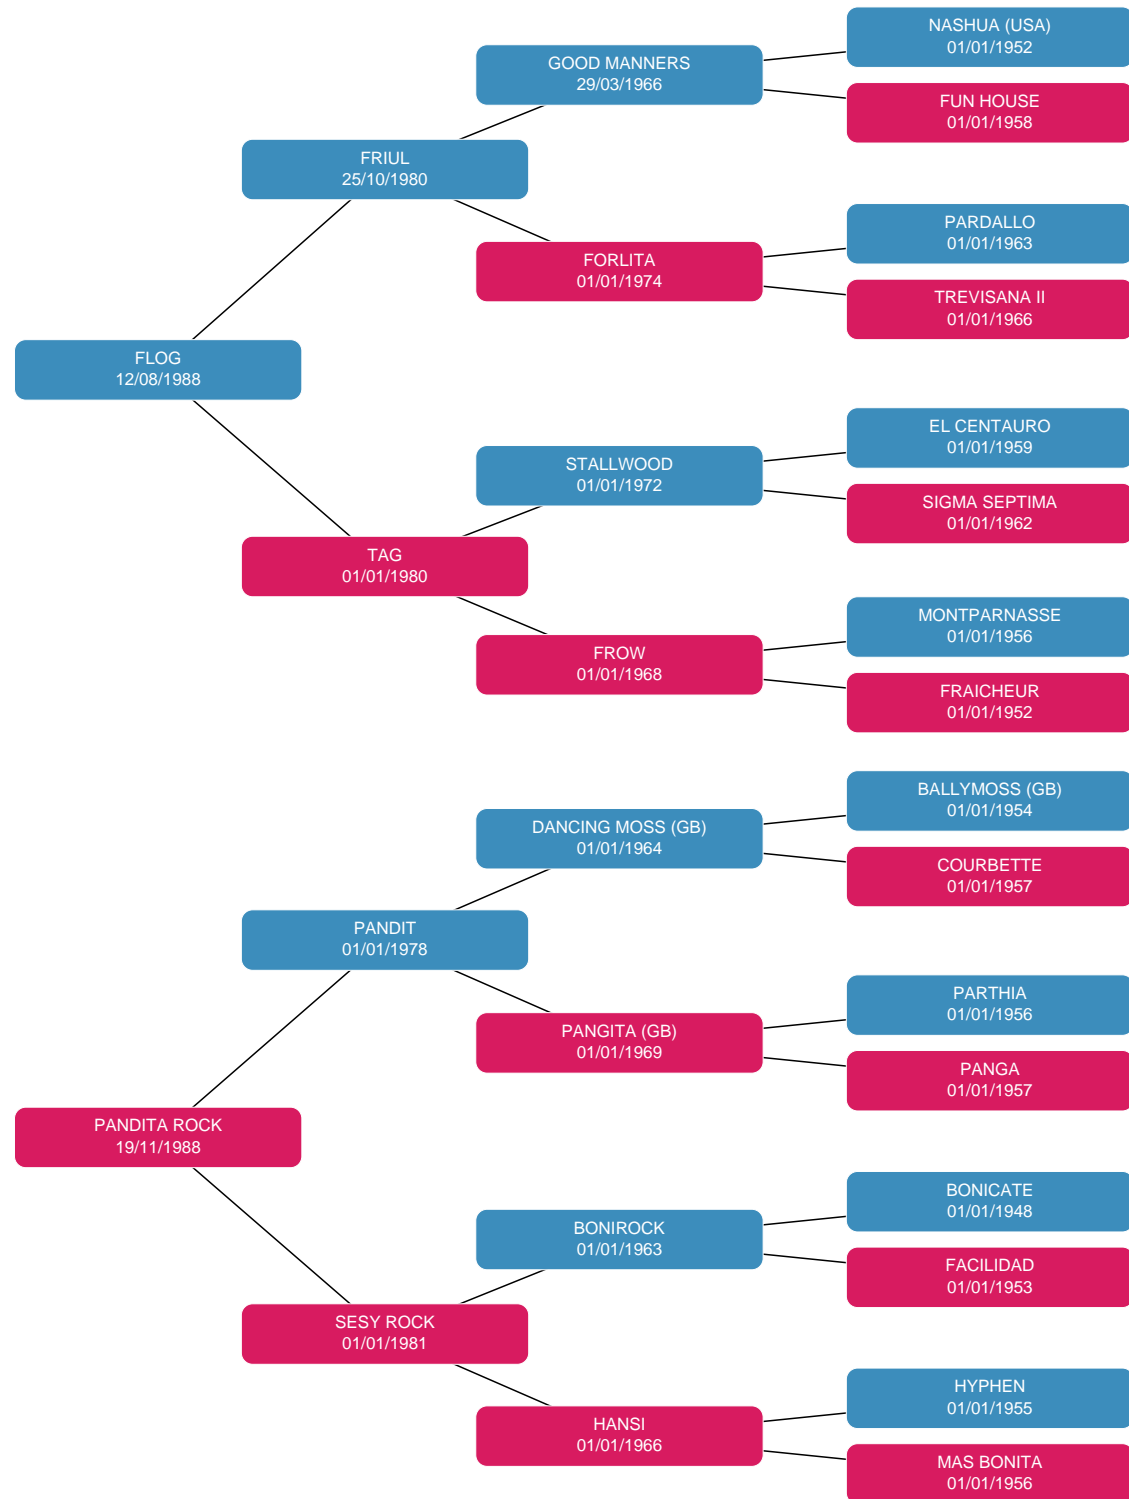 NASHUA (USA)
01/01/1952
GOOD MANNERS
29/03/1966
FUN HOUSE
01/01/1958
FRIUL
25/10/1980
PARDALLO
01/01/1963
FORLITA
01/01/1974
TREVISANA II
01/01/1966
FLOG
12/08/1988
EL CENTAURO
01/01/1959
STALLWOOD
01/01/1972
SIGMA SEPTIMA
01/01/1962
TAG
01/01/1980
MONTPARNASSE
01/01/1956
FROW
01/01/1968
FRAICHEUR
01/01/1952
BALLYMOSS (GB)
01/01/1954
DANCING MOSS (GB)
01/01/1964
COURBETTE
01/01/1957
PANDIT
01/01/1978
PARTHIA
01/01/1956
PANGITA (GB)
01/01/1969
PANGA
01/01/1957
PANDITA ROCK
19/11/1988
BONICATE
01/01/1948
BONIROCK
01/01/1963
FACILIDAD
01/01/1953
SESY ROCK
01/01/1981
HYPHEN
01/01/1955
HANSI
01/01/1966
MAS BONITA
01/01/1956